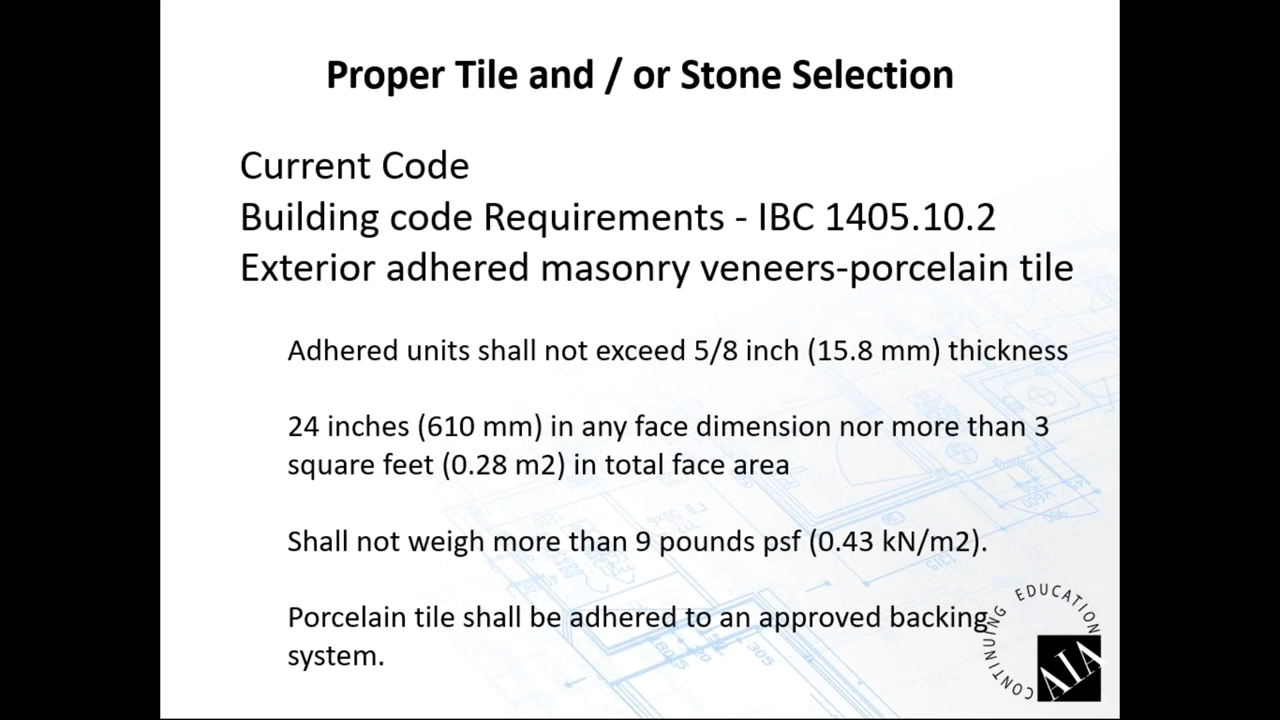 Proper Tile and / or Stone Selection
Current Code
Building code Requirements - IBC 1405.10.2
Exterior adhered masonry veneers-porcelain tile
Adhered units shall not exceed 5/8 inch (15.8 mm) thickness
24 inches (610 mm) in any face dimension nor more than 3
square feet (0.28 m2) in total face area
Shall not weigh more than 9 pounds psf (0.43 kN/m2).
Porcelain tile shall be adhered to an approved backing
system.
CONTINUING EDUCATION
AIA
305